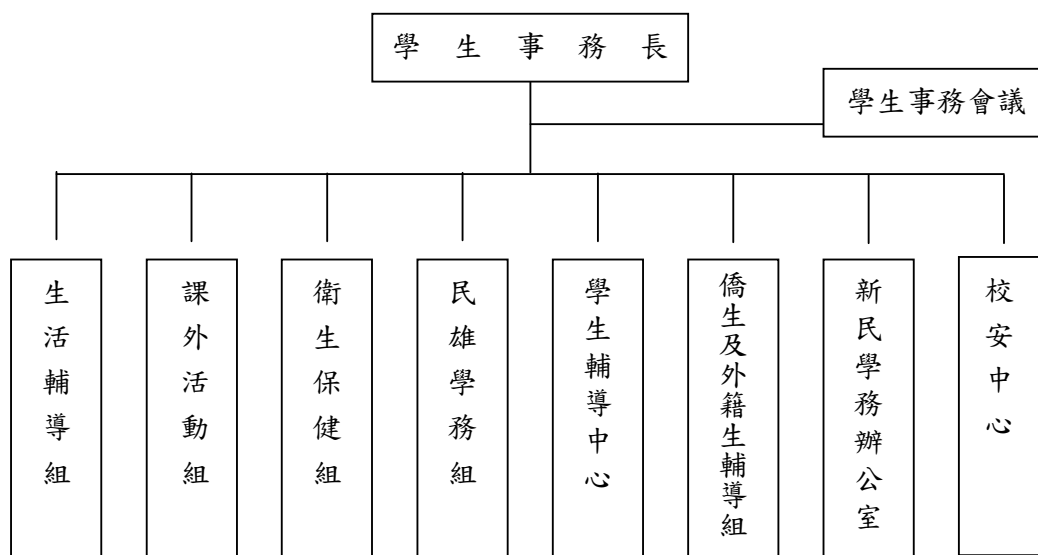 學生事務長
學生事務會議
生活輔導組
課外活動組
衛生保健組
民雄學務組
學生輔導中心
僑生及外籍生輔導組
新民學務辦公室
校安中心